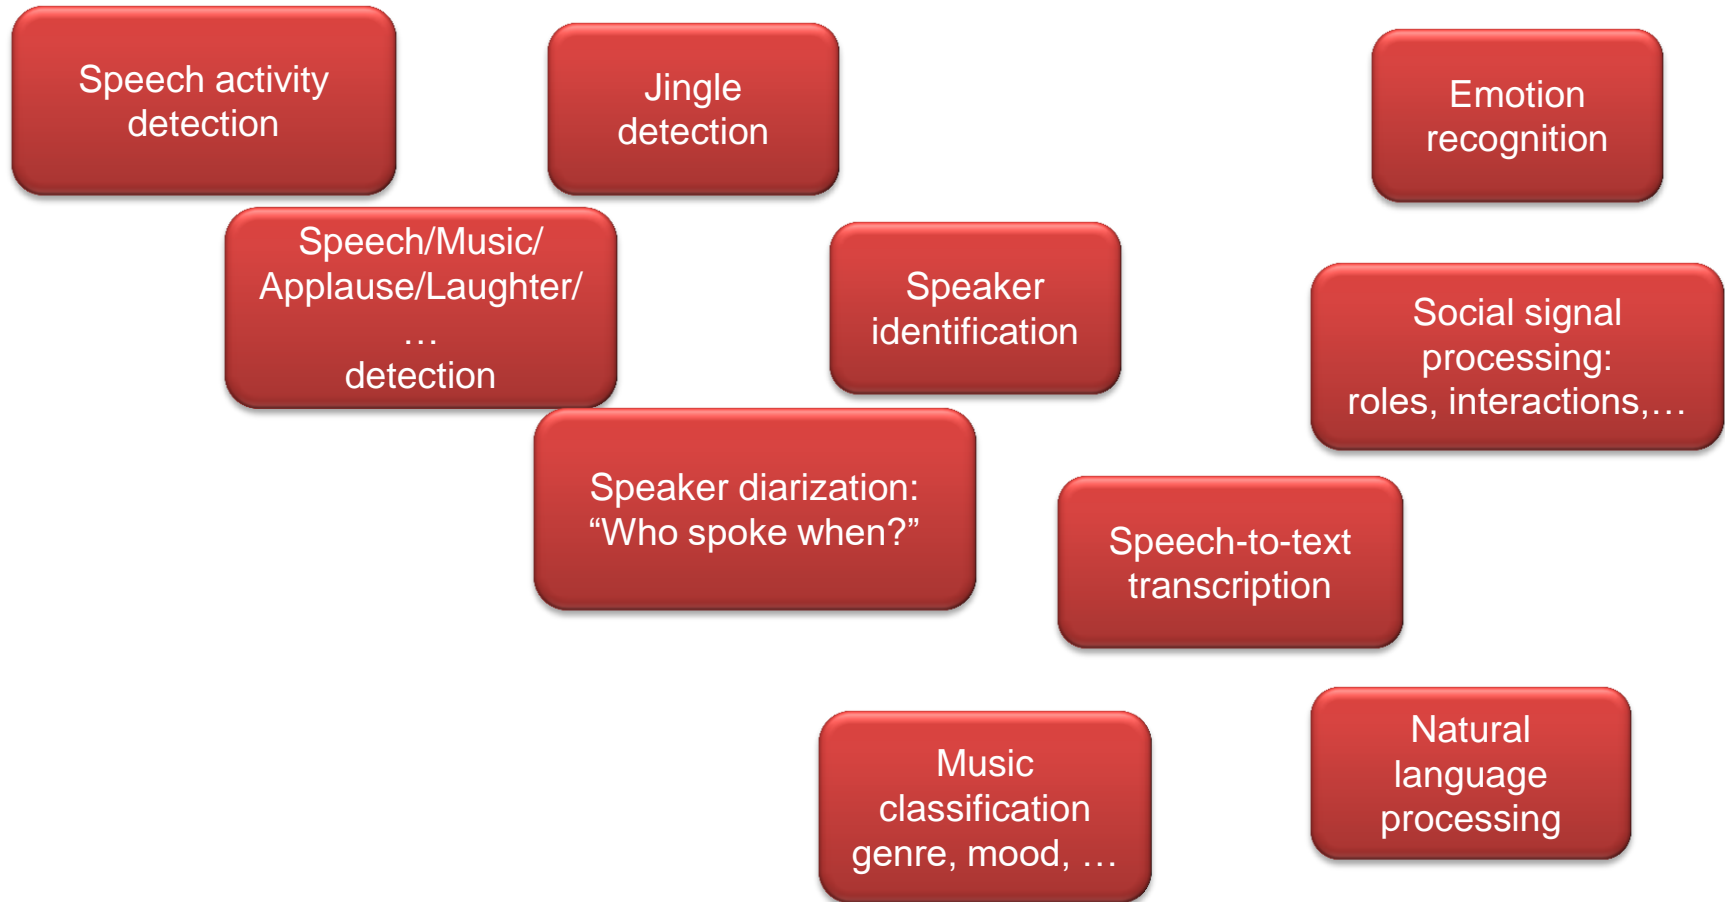 Speech activity
detection
Jingle
detection
Emotion
recognition
Speech/Music/
Applause/Laughter/
…
detection
Speaker
identification
Social signal
processing:
roles, interactions,…
Speaker diarization:
“Who spoke when?”
Speech-to-text
transcription
Music
classification
genre, mood, …
Natural
language
processing